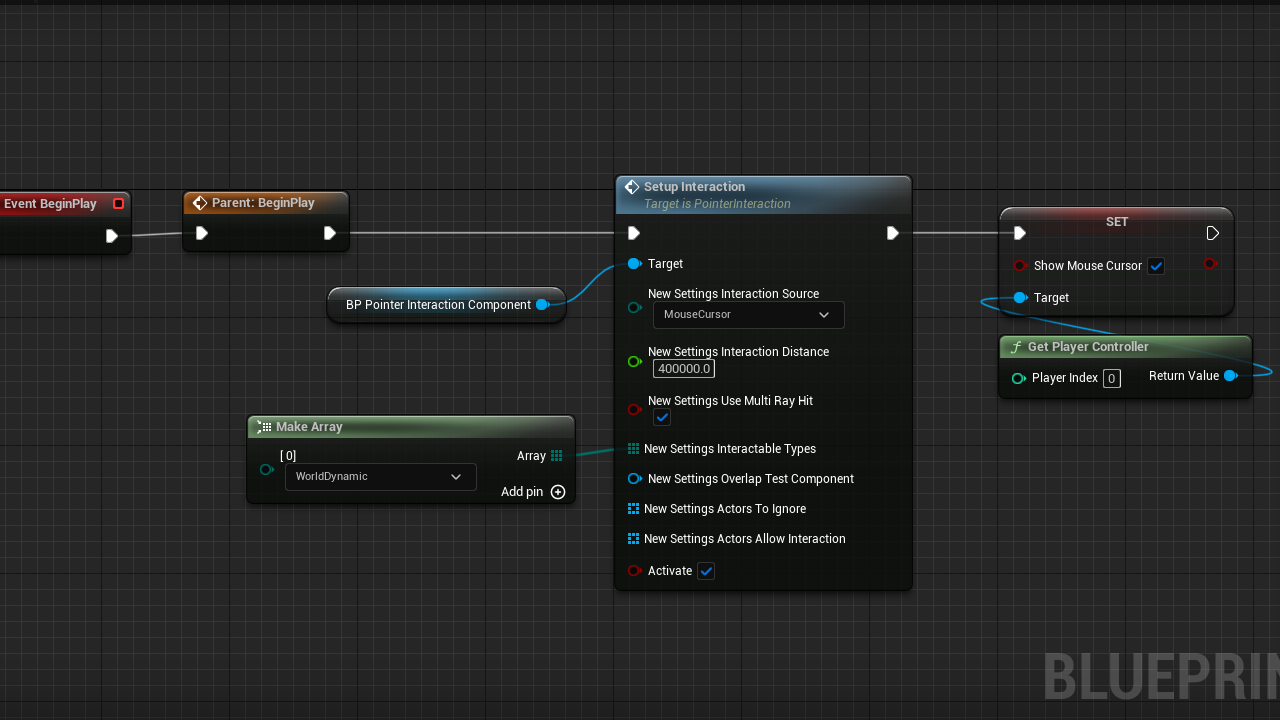 Event BeginPlay
Parent: BeginPlay
BP Pointer Interaction Component
Make Array
[ 0]
WorldDynamic
Array
Add pin
Setup Interaction
Target is PointerInteraction
Target
New Settings Interaction Source
MouseCursor
New Settings Interaction Distance
400000.0
New Settings Use Multi Ray Hit
New Settings Interactable Types
New Settings Overlap Test Component
New Settings Actors To Ignore
New Settings Actors Allow Interaction
Activate
SET
Show Mouse Cursor
Target
Get Player Controller
Player Index 0
Return Value
BLUEPRIN